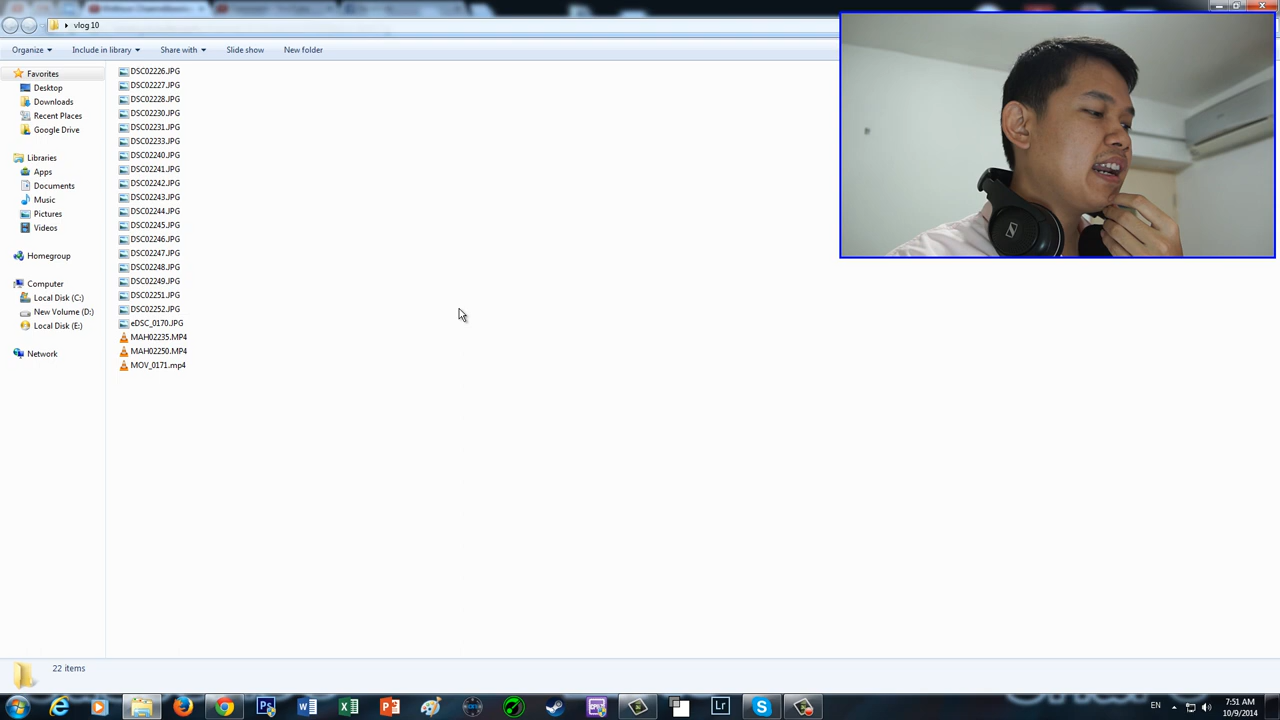 vlog 10
Organize Include in library Share with Slide show New folder
Favorites
Desktop
Downloads
Recent Places
Google Drive
Libraries
Apps
Documents
Music
Pictures
Videos
Homegroup
Computer
Local Disk (C:)
New Volume (D:)
Local Disk (E:)
Network
DSC02226.JPG
DSC02227.JPG
DSC02228.JPG
DSC02230.JPG
DSC02231.JPG
DSC02233.JPG
DSC02240.JPG
DSC02241.JPG
DSC02242.JPG
DSC02243.JPG
DSC02244.JPG
DSC02245.JPG
DSC02246.JPG
DSC02247.JPG
DSC02248.JPG
DSC02249.JPG
DSC02251.JPG
DSC02252.JPG
eDSC_0170.JPG
MAH02235.MP4
MAH02250.MP4
MOV_0171.mp4
22 items
Ps
Lr
EN
7:51 AM
10/9/2014